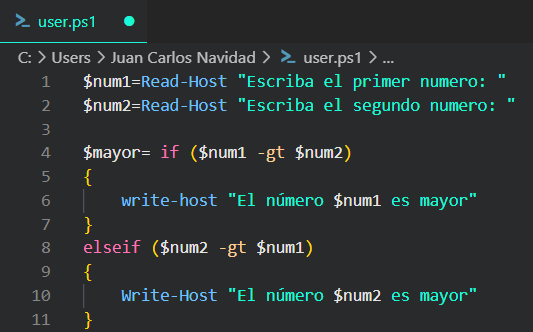 user.ps1
C: > Users > Juan Carlos Navidad > user.ps1 > ...
1 $num1=Read-Host "Escriba el primer numero: "
2 $num2=Read-Host "Escriba el segundo numero: "
3
4 $mayor= if ($num1 -gt $num2)
5 {
6 write-host "El número $num1 es mayor"
7 }
8 elseif ($num2 -gt $num1)
9 {
10 Write-Host "El número $num2 es mayor"
11 }